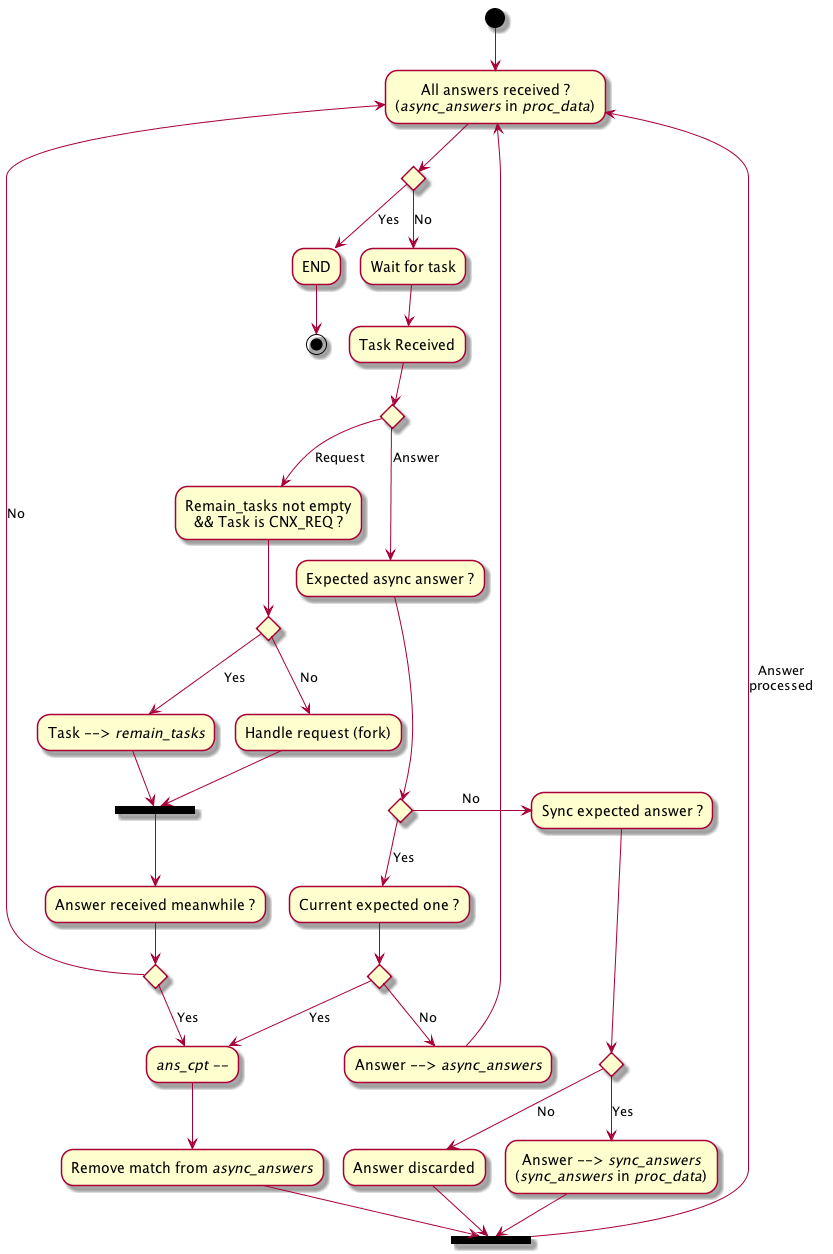 All answers received ?
(async_answers in proc_data)
Yes
No
END
Wait for task
Task Received
Request
Answer
Remain_tasks not empty
&& Task is CNX_REQ ?
No
Expected async answer ?
Yes
No
Answer
processed
Task --> remain_tasks
Handle request (fork)
No
Sync expected answer ?
Yes
Answer received meanwhile ?
Current expected one ?
Yes
Yes
No
ans_cpt --
Answer --> async_answers
No
Yes
Remove match from async_answers
Answer discarded
Answer --> sync_answers
(sync_answers in proc_data)